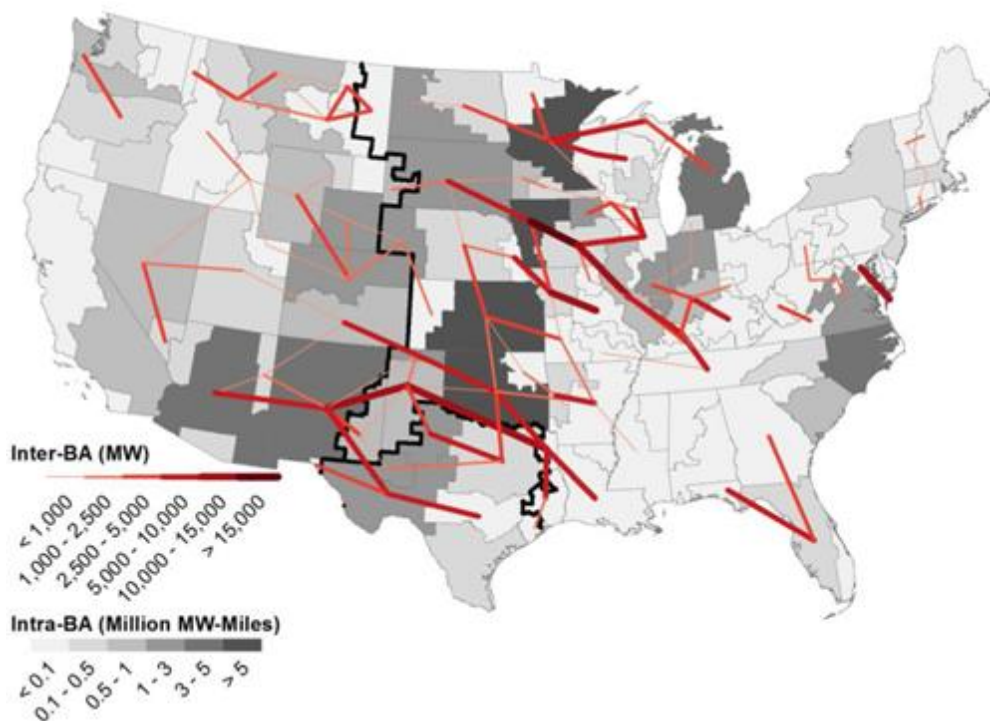 Inter-BA (MW)
< 1,000
1,000 - 2,500
2,500 - 5,000
5,000 - 10,000
10,000 - 15,000
> 15,000
Intra-BA (Million MW-Miles)
< 0.1
0.1 - 0.5
0.5 - 1
1 - 3
3 - 5
> 5